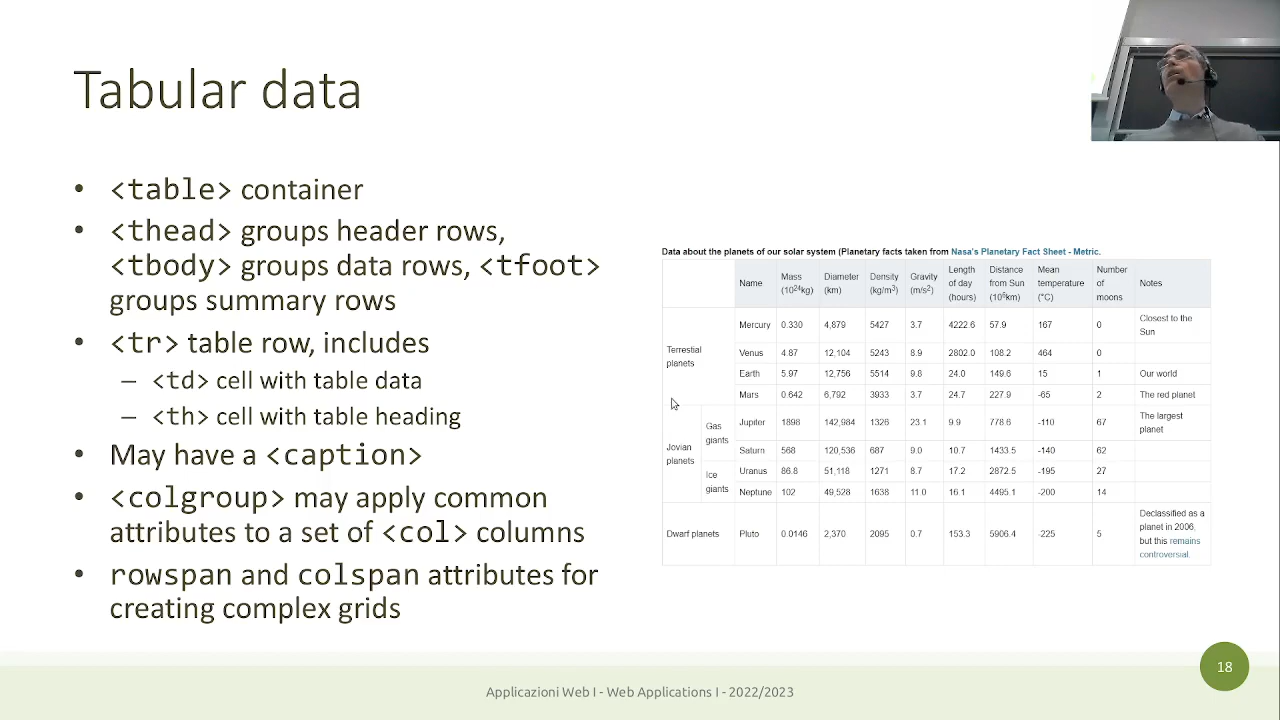 Tabular data
• <table> container
• <thead> groups header rows,
<tbody> groups data rows, <tfoot>
groups summary rows
• <tr> table row, includes
– <td> cell with table data
– <th> cell with table heading
• May have a <caption>
• <colgroup> may apply common
attributes to a set of <col> columns
• rowspan and colspan attributes for
creating complex grids
Data about the planets of our solar system (Planetary facts taken from Nasa's Planetary Fact Sheet - Metric.
Name Mass (10²⁴kg) Diameter (km) Density (kg/m³) Gravity (m/s²) Length of day (hours) Distance from Sun (10⁶km) Mean temperature (°C) Number of moons Notes
Terrestial planets Mercury 0.330 4,879 5427 3.7 4222.6 57.9 167 0 Closest to the Sun
Venus 4.87 12,104 5243 8.9 2802.0 108.2 464 0
Earth 5.97 12,756 5514 9.8 24.0 149.6 15 1 Our world
Mars 0.642 6,792 3933 3.7 24.7 227.9 -65 2 The red planet
Jovian planets Gas giants Jupiter 1898 142,984 1326 23.1 9.9 778.6 -110 67 The largest planet
Saturn 568 120,536 687 9.0 10.7 1433.5 -140 62
Ice giants Uranus 86.8 51,118 1271 8.7 17.2 2872.5 -195 27
Neptune 102 49,528 1638 11.0 16.1 4495.1 -200 14
Dwarf planets Pluto 0.0146 2,370 2095 0.7 153.3 5906.4 -225 5 Declassified as a planet in 2006, but this remains controversial.
18
Applicazioni Web I - Web Applications I - 2022/2023